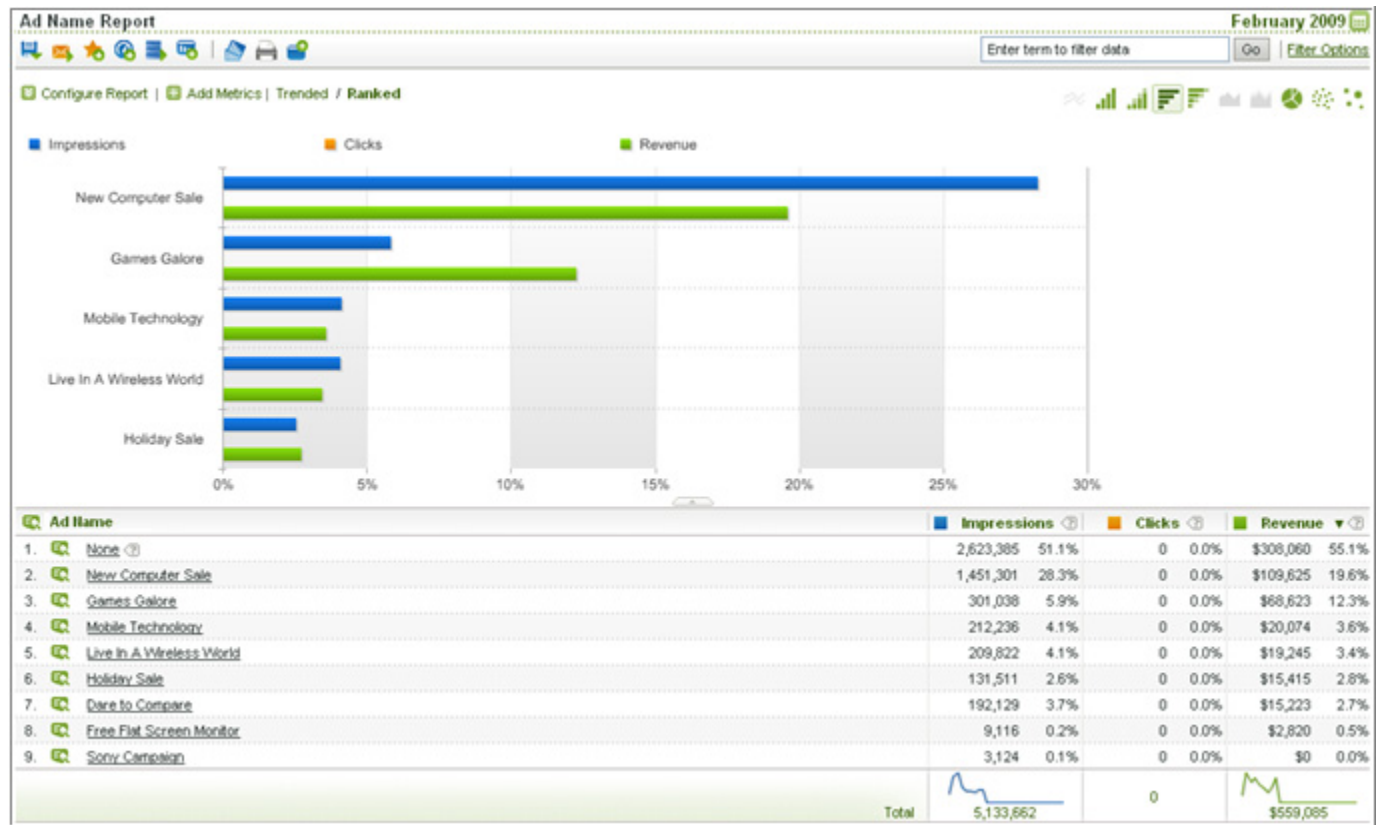 Ad Name Report February 2009
Enter term to filter data Go | Filter Options
Configure Report | Add Metrics | Trended / Ranked
Impressions Clicks Revenue
New Computer Sale
Games Galore
Mobile Technology
Live In A Wireless World
Holiday Sale
0% 5% 10% 15% 20% 25% 30%
Ad Name Impressions Clicks Revenue
1. None 2,623,385 51.1% 0 0.0% $308,060 55.1%
2. New Computer Sale 1,451,301 28.3% 0 0.0% $109,625 19.6%
3. Games Galore 301,038 5.9% 0 0.0% $68,623 12.3%
4. Mobile Technology 212,236 4.1% 0 0.0% $20,074 3.6%
5. Live In A Wireless World 209,822 4.1% 0 0.0% $19,245 3.4%
6. Holiday Sale 131,511 2.6% 0 0.0% $15,415 2.8%
7. Dare to Compare 192,129 3.7% 0 0.0% $15,223 2.7%
8. Free Flat Screen Monitor 9,116 0.2% 0 0.0% $2,820 0.5%
9. Sony Campaign 3,124 0.1% 0 0.0% $0 0.0%
Total 5,133,662 0 $559,085